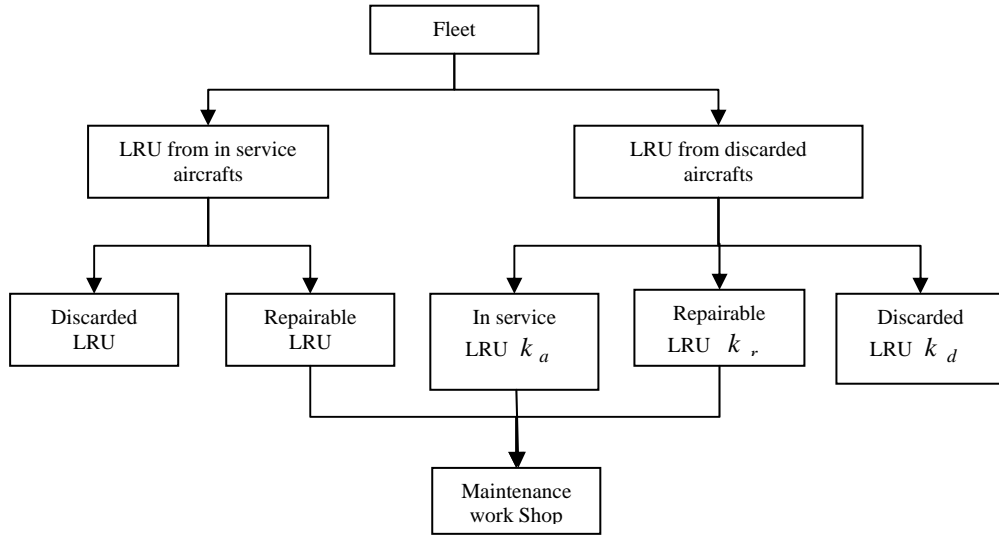 Fleet
LRU from in service
aircrafts
LRU from discarded
aircrafts
Discarded
LRU
Repairable
LRU
In service
LRU k a
Repairable
LRU k r
Discarded
LRU k d
Maintenance
work Shop